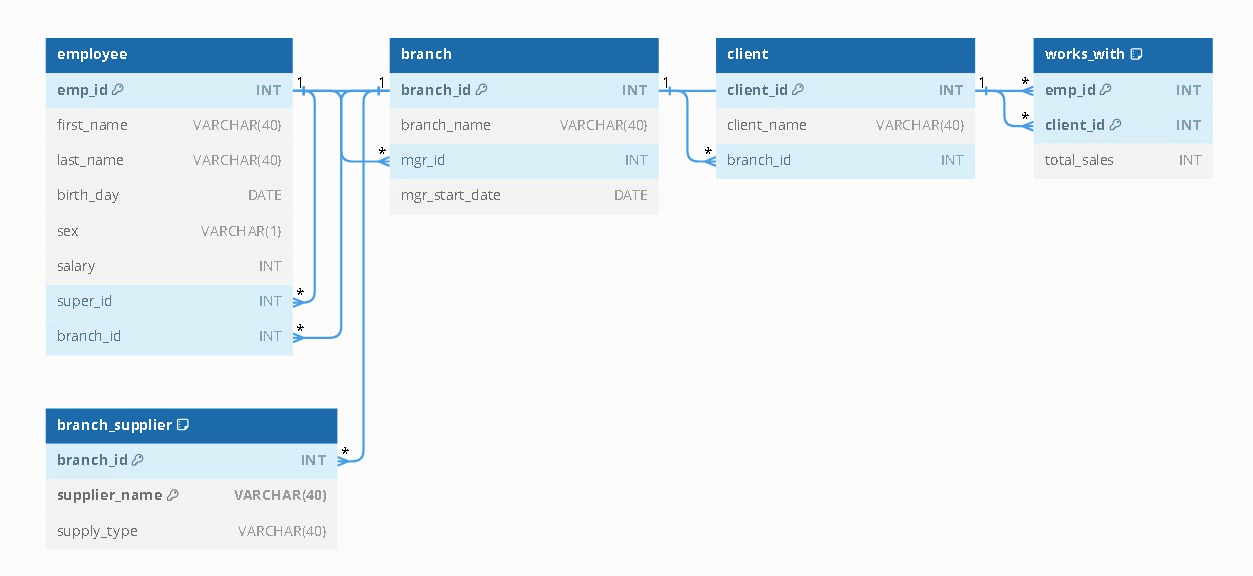 employee
emp_id INT
first_name VARCHAR(40)
last_name VARCHAR(40)
birth_day DATE
sex VARCHAR(1)
salary INT
super_id INT
branch_id INT
branch
branch_id INT
branch_name VARCHAR(40)
mgr_id INT
mgr_start_date DATE
client
client_id INT
client_name VARCHAR(40)
branch_id INT
works_with
emp_id INT
client_id INT
total_sales INT
branch_supplier
branch_id INT
supplier_name VARCHAR(40)
supply_type VARCHAR(40)
1
1
1
1
*
*
*
*
*
*
*